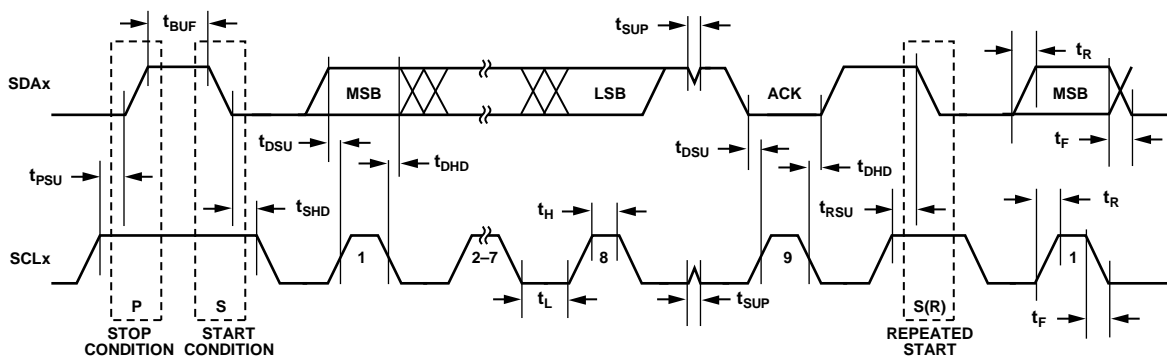 tBUF
tSUP
tR
SDAx
MSB
LSB
ACK
MSB
tDSU
tDHD
tDSU
tDHD
tF
tPSU
tSHD
tH
tRSU
tR
SCLx
1
2–7
8
9
1
P
S
tL
tSUP
S(R)
tF
STOP
CONDITION
START
CONDITION
REPEATED
START